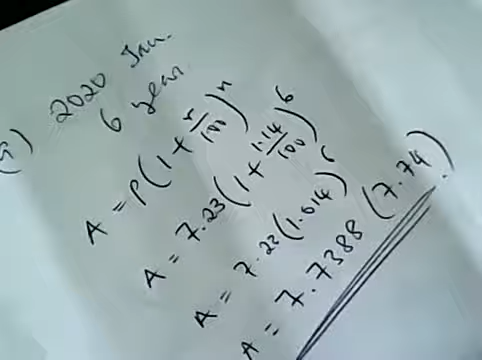 2020 Jan.
6 year
A = P(1 + r/100)^n
A = 7.23(1 + 1.14/100)^6
A = 7.23(1.014)^6
A = 7.7388 (7.74)